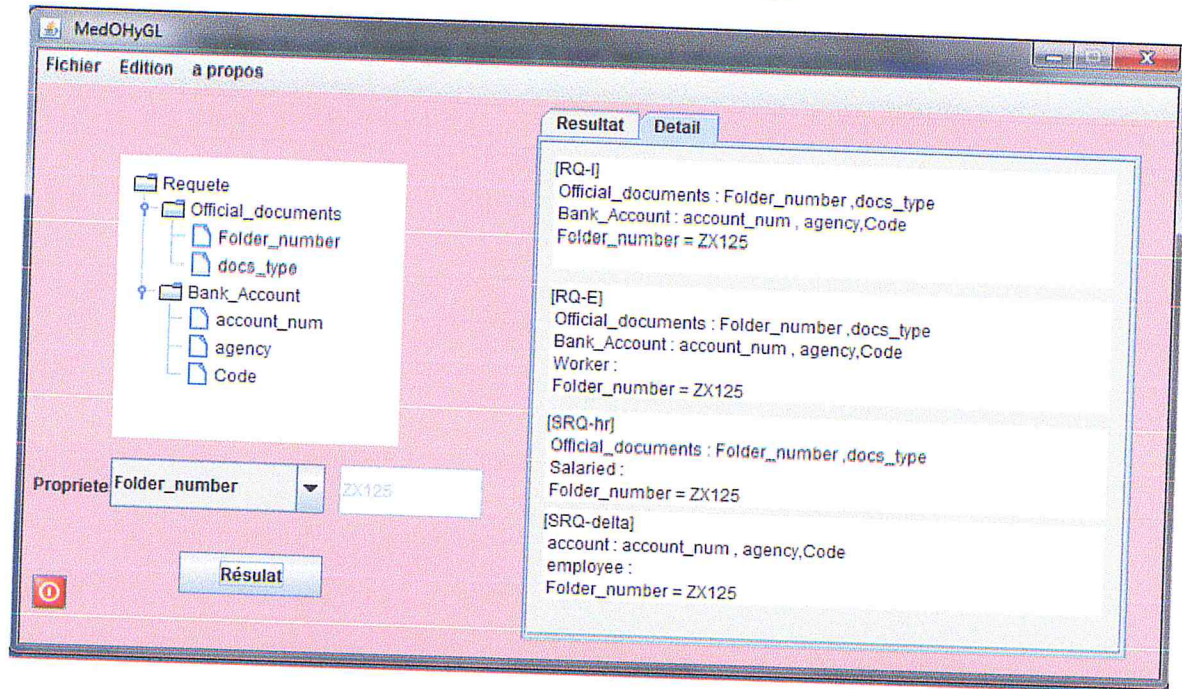 MedOHyGL
Fichier Edition a propos
Requete
Official_documents
Folder_number
docs_type
Bank_Account
account_num
agency
Code
Propriete Folder_number ZX125
Résulat
Resultat Detail
[RQ-I]
Official_documents : Folder_number ,docs_type
Bank_Account : account_num , agency,Code
Folder_number = ZX125
[RQ-E]
Official_documents : Folder_number ,docs_type
Bank_Account : account_num , agency,Code
Worker :
Folder_number = ZX125
[SRQ-hr]
Official_documents : Folder_number ,docs_type
Salaried :
Folder_number = ZX125
[SRQ-delta]
account : account_num , agency,Code
employee :
Folder_number = ZX125